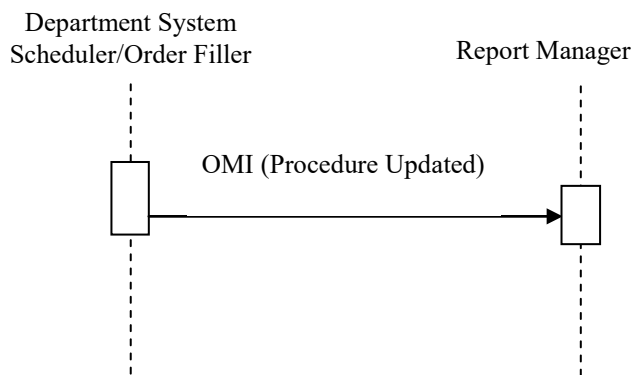 Department System
Scheduler/Order Filler
Report Manager
OMI (Procedure Updated)